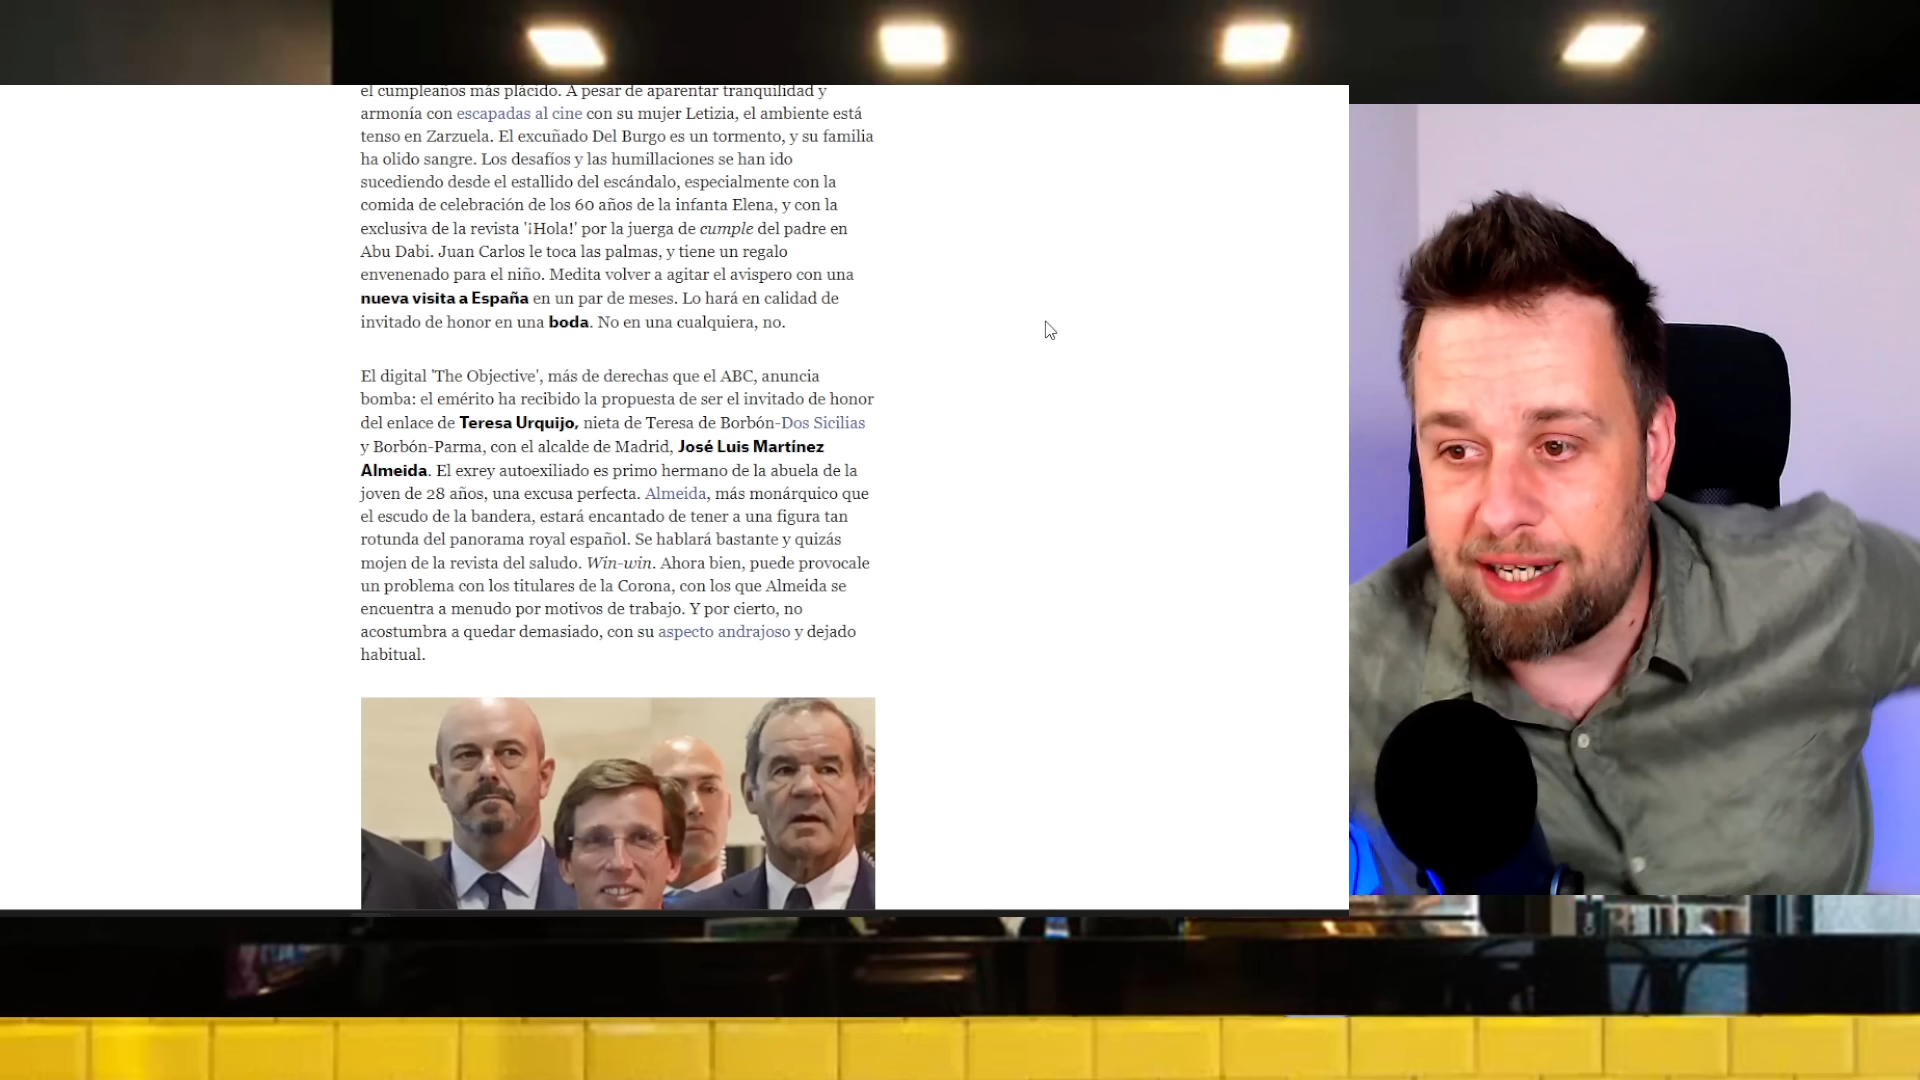 el cumpleaños más plácido. A pesar de aparentar tranquilidad y
armonía con escapadas al cine con su mujer Letizia, el ambiente está
tenso en Zarzuela. El excuñado Del Burgo es un tormento, y su familia
ha olido sangre. Los desafíos y las humillaciones se han ido
sucediendo desde el estallido del escándalo, especialmente con la
comida de celebración de los 60 años de la infanta Elena, y con la
exclusiva de la revista '¡Hola!' por la juerga de cumple del padre en
Abu Dabi. Juan Carlos le toca las palmas, y tiene un regalo
envenenado para el niño. Medita volver a agitar el avispero con una
nueva visita a España en un par de meses. Lo hará en calidad de
invitado de honor en una boda. No en una cualquiera, no.
El digital 'The Objective', más de derechas que el ABC, anuncia
bomba: el emérito ha recibido la propuesta de ser el invitado de honor
del enlace de Teresa Urquijo, nieta de Teresa de Borbón-Dos Sicilias
y Borbón-Parma, con el alcalde de Madrid, José Luis Martínez
Almeida. El exrey autoexiliado es primo hermano de la abuela de la
joven de 28 años, una excusa perfecta. Almeida, más monárquico que
el escudo de la bandera, estará encantado de tener a una figura tan
rotunda del panorama royal español. Se hablará bastante y quizás
mojen de la revista del saludo. Win-win. Ahora bien, puede provocale
un problema con los titulares de la Corona, con los que Almeida se
encuentra a menudo por motivos de trabajo. Y por cierto, no
acostumbra a quedar demasiado, con su aspecto andrajoso y dejado
habitual.